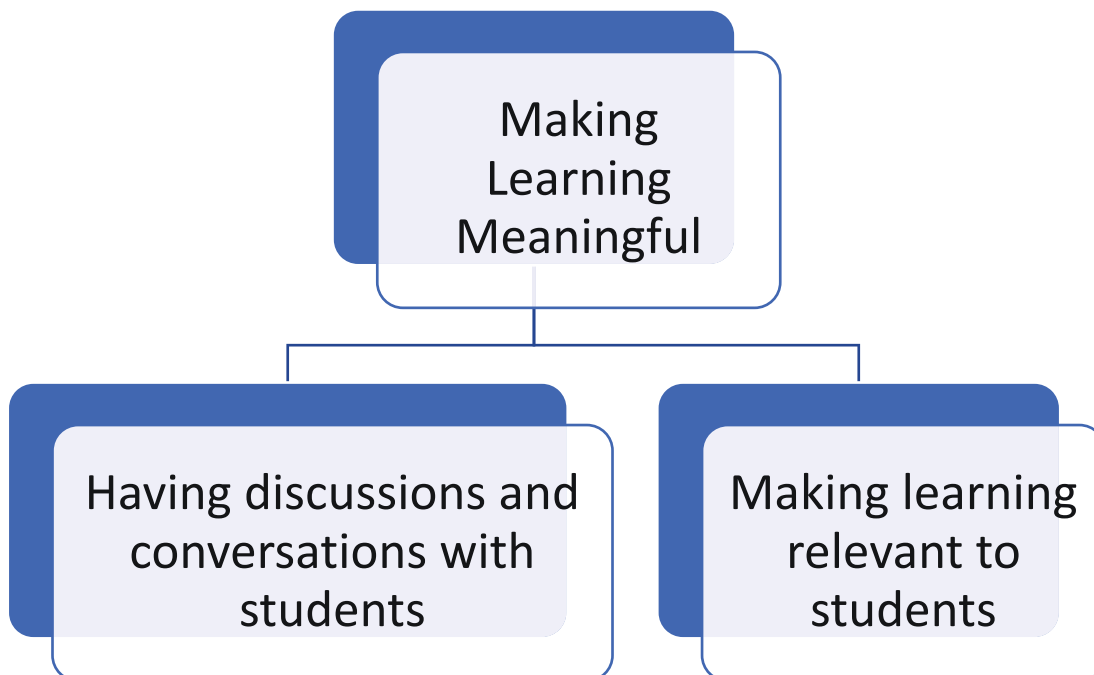 Making
Learning
Meaningful
Having discussions and
conversations with
students
Making learning
relevant to
students